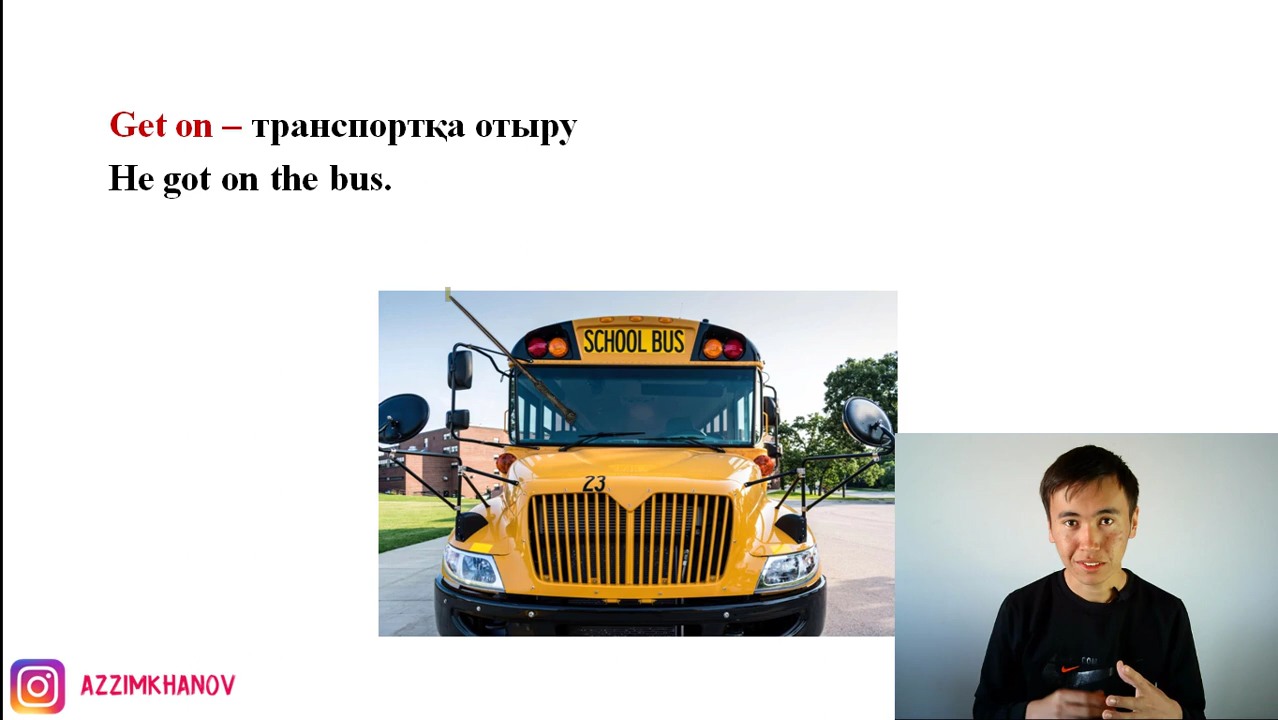 Get on – транспортқа отыру
He got on the bus.
SCHOOL BUS
23
AZZIMKHANOV